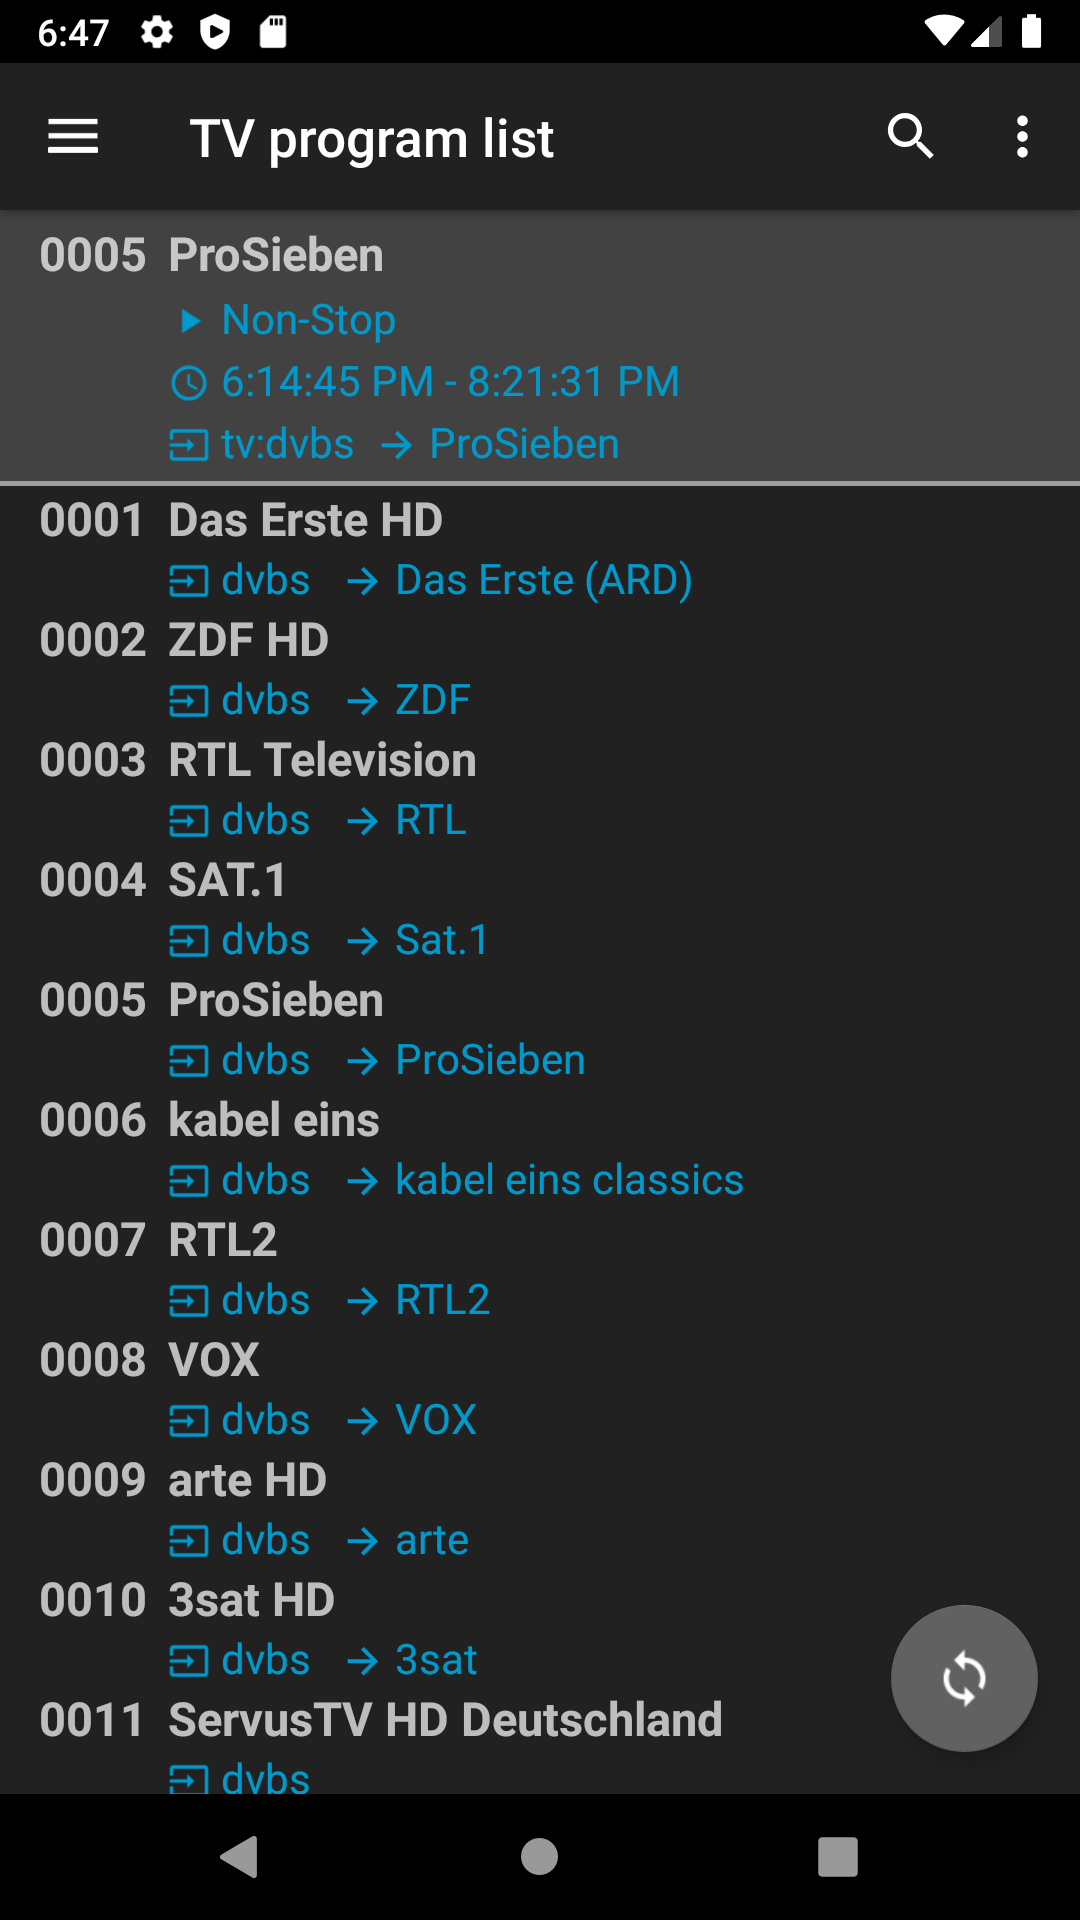 6:47
TV program list
0005 ProSieben
Non-Stop
6:14:45 PM - 8:21:31 PM
tv:dvbs → ProSieben
0001 Das Erste HD
dvbs → Das Erste (ARD)
0002 ZDF HD
dvbs → ZDF
0003 RTL Television
dvbs → RTL
0004 SAT.1
dvbs → Sat.1
0005 ProSieben
dvbs → ProSieben
0006 kabel eins
dvbs → kabel eins classics
0007 RTL2
dvbs → RTL2
0008 VOX
dvbs → VOX
0009 arte HD
dvbs → arte
0010 3sat HD
dvbs → 3sat
0011 ServusTV HD Deutschland
dvbs